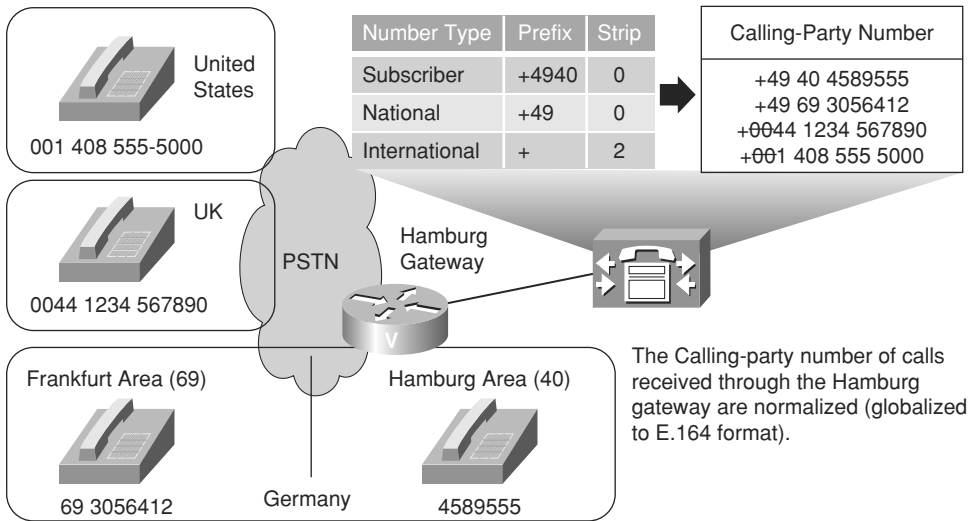 United
States
001 408 555-5000
UK
0044 1234 567890
PSTN
Hamburg
Gateway
V
Number Type Prefix Strip
Subscriber +4940 0
National +49 0
International + 2
Calling-Party Number
+49 40 4589555
+49 69 3056412
+0044 1234 567890
+001 408 555 5000
Frankfurt Area (69)
69 3056412
Germany
Hamburg Area (40)
4589555
The Calling-party number of calls
received through the Hamburg
gateway are normalized (globalized
to E.164 format).